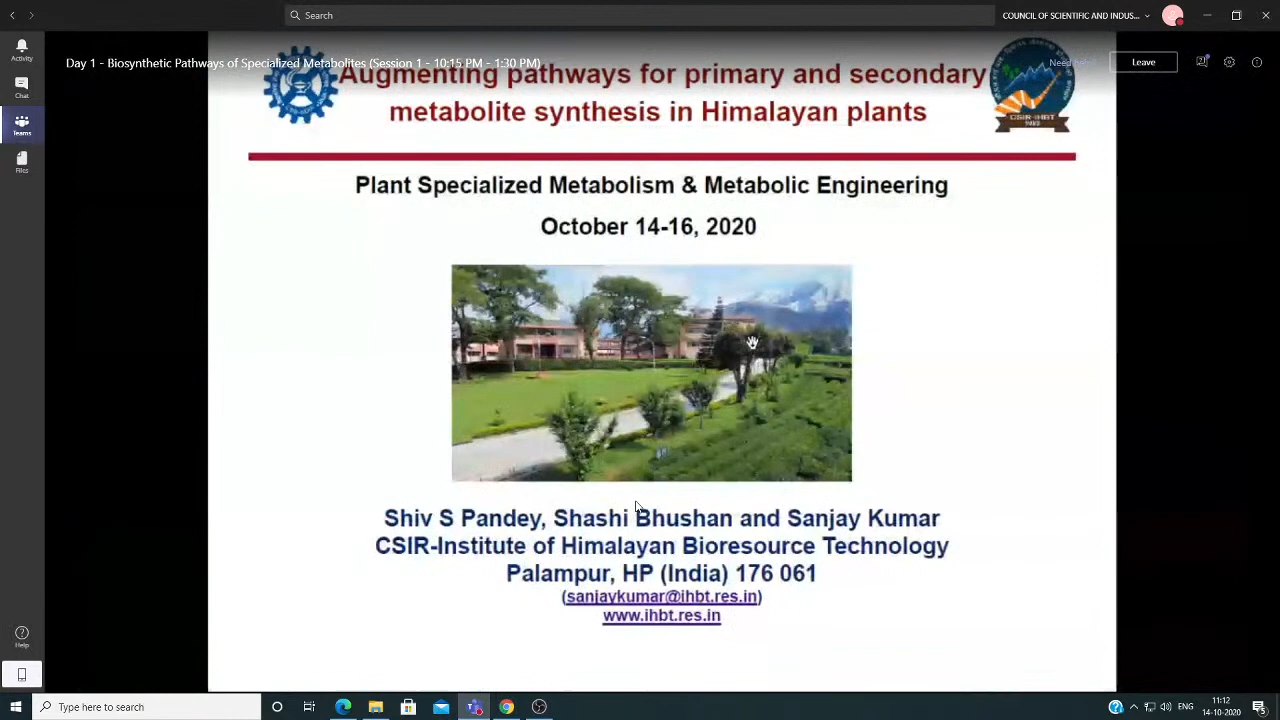 Search
COUNCIL OF SCIENTIFIC AND INDUS...
Activity
Day 1 - Biosynthetic Pathways of Specialized Metabolites (Session 1 - 10:15 PM - 1:30 PM)
Need help?
Leave
Chat
Teams
Files
Augmenting pathways for primary and secondary
metabolite synthesis in Himalayan plants
CSIR-IHBT
Plant Specialized Metabolism & Metabolic Engineering
October 14-16, 2020
Shiv S Pandey, Shashi Bhushan and Sanjay Kumar
CSIR-Institute of Himalayan Bioresource Technology
Palampur, HP (India) 176 061
(sanjaykumar@ihbt.res.in)
www.ihbt.res.in
Help
Type here to search
ENG
11:12
14-10-2020